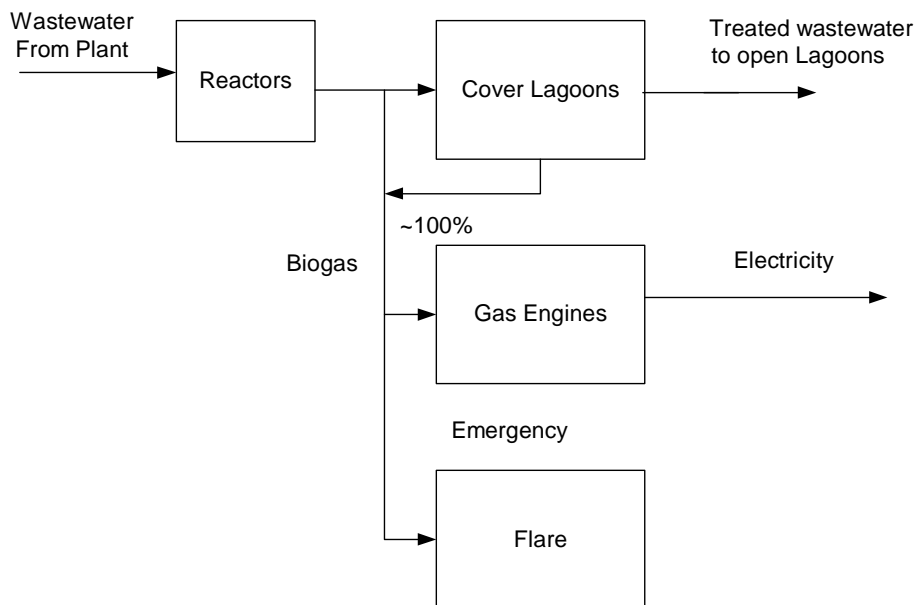 Wastewater
From Plant
Reactors
Cover Lagoons
Treated wastewater
to open Lagoons
~100%
Biogas
Gas Engines
Electricity
Emergency
Flare